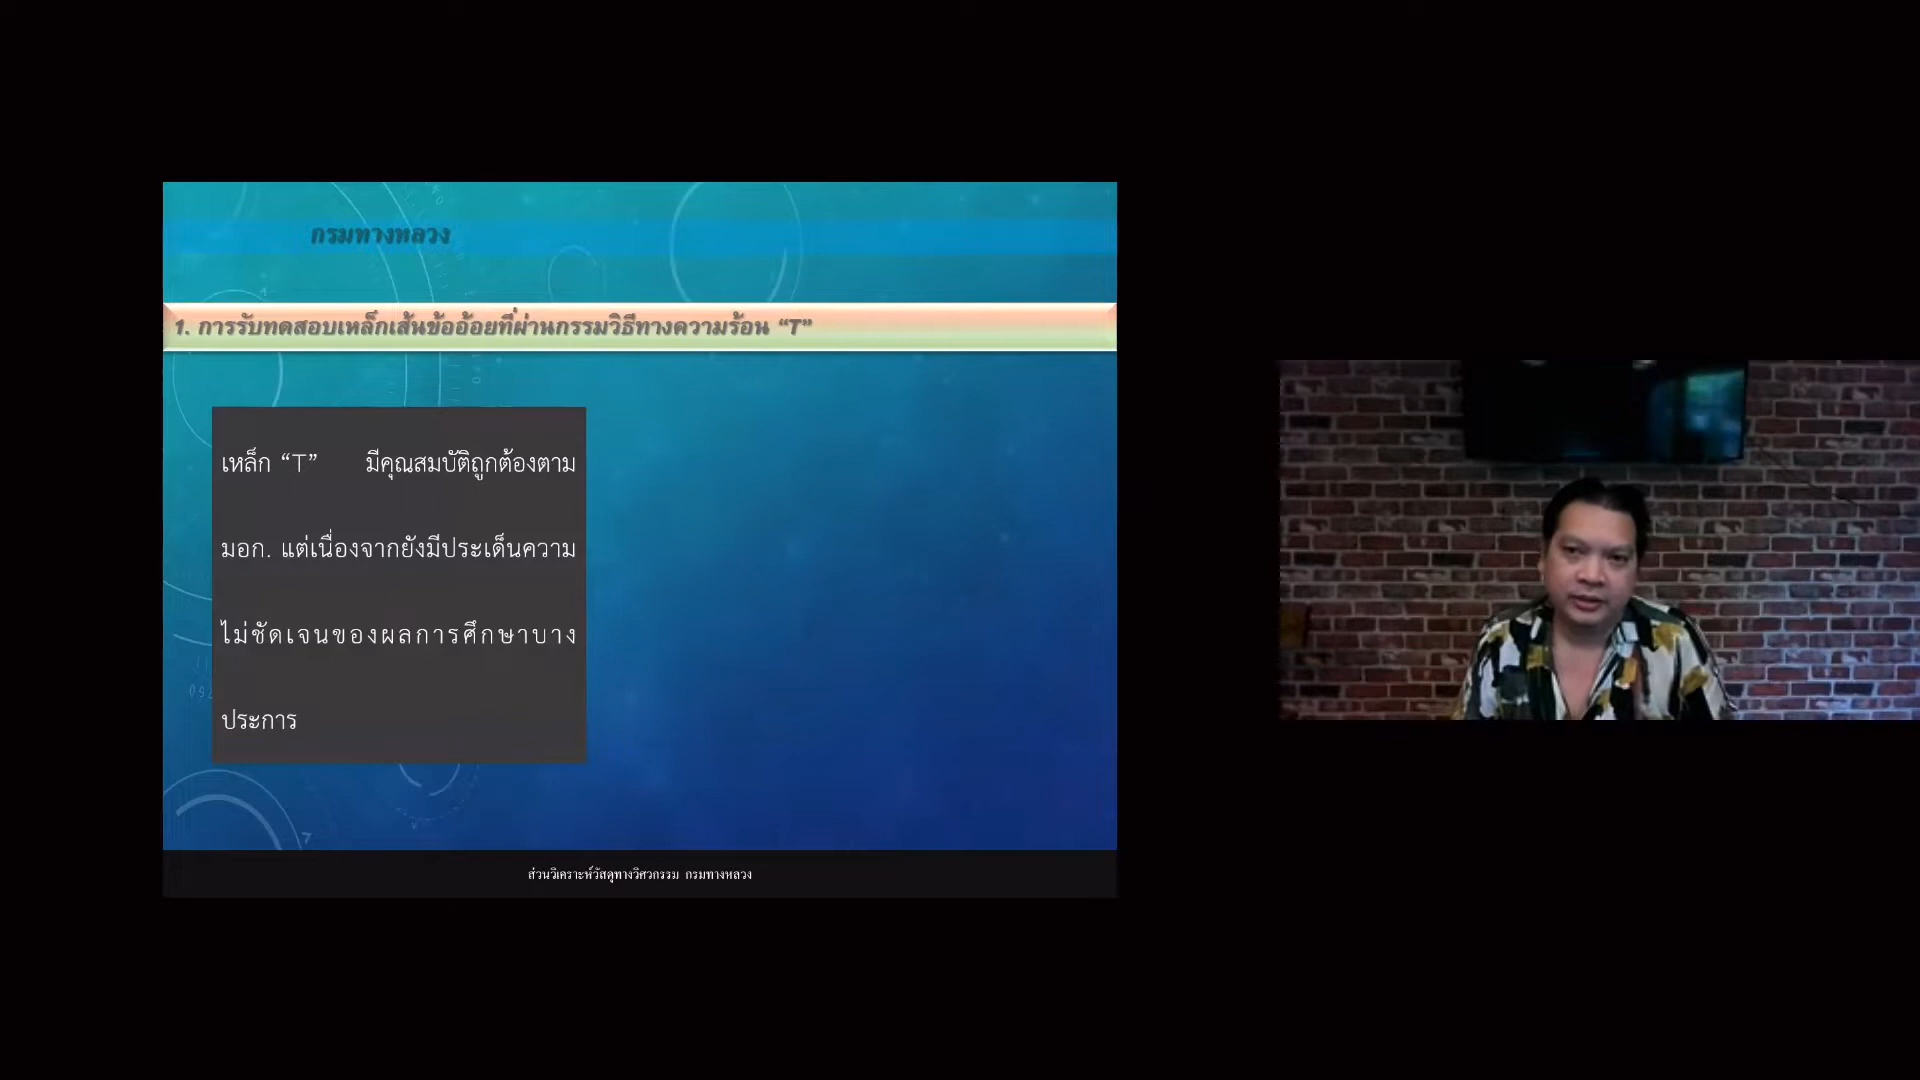 กรมทางหลวง
1. การรับทดสอบเหล็กเส้นข้ออ้อยที่ผ่านกรรมวิธีทางความร้อน “T”
เหล็ก “T” มีคุณสมบัติถูกต้องตาม
มอก. แต่เนื่องจากยังมีประเด็นความ
ไม่ชัดเจนของผลการศึกษาบาง
ประการ
ส่วนวิเคราะห์วัสดุทางวิศวกรรม กรมทางหลวง